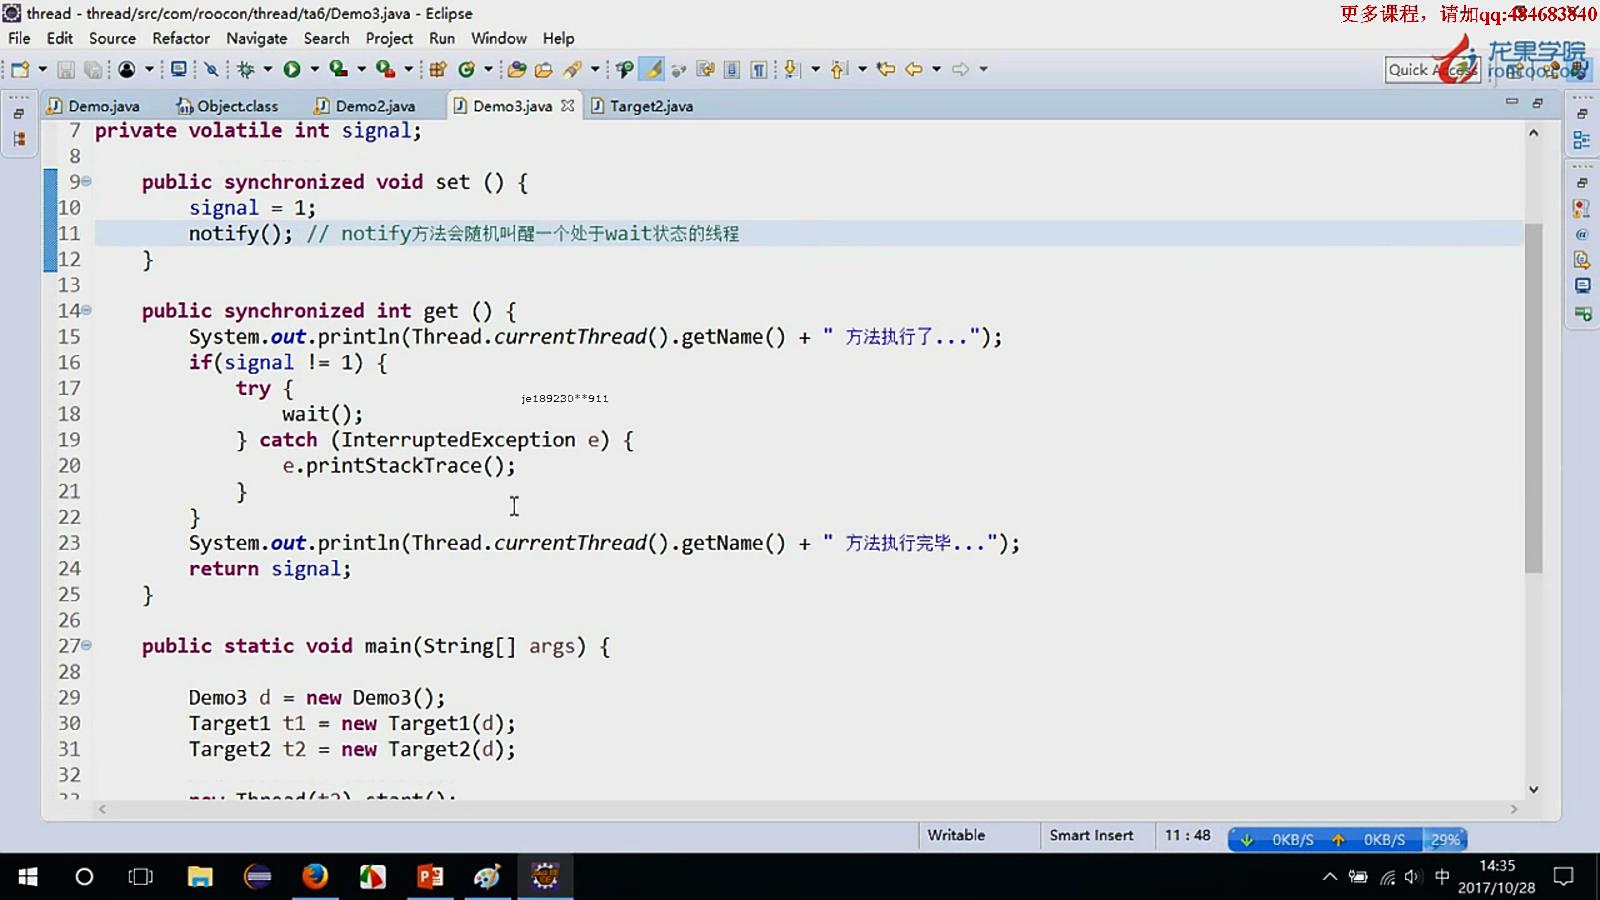 thread - thread/src/com/roocon/thread/ta6/Demo3.java - Eclipse
更多课程，请加qq:484683840
File Edit Source Refactor Navigate Search Project Run Window Help
龙果学院
roncoo.com
Quick Access
Demo.java Object.class Demo2.java Demo3.java Target2.java
7 private volatile int signal;
8
9 public synchronized void set () {
10 signal = 1;
11 notify(); // notify方法会随机叫醒一个处于wait状态的线程
12 }
13
14 public synchronized int get () {
15 System.out.println(Thread.currentThread().getName() + " 方法执行了...");
16 if(signal != 1) {
17 try {
je189230**911
18 wait();
19 } catch (InterruptedException e) {
20 e.printStackTrace();
21 }
22 }
23 System.out.println(Thread.currentThread().getName() + " 方法执行完毕...");
24 return signal;
25 }
26
27 public static void main(String[] args) {
28
29 Demo3 d = new Demo3();
30 Target1 t1 = new Target1(d);
31 Target2 t2 = new Target2(d);
32
33 new Thread(t2).start();
Writable Smart Insert 11 : 48 0KB/S 0KB/S 29%
中 14:35
2017/10/28